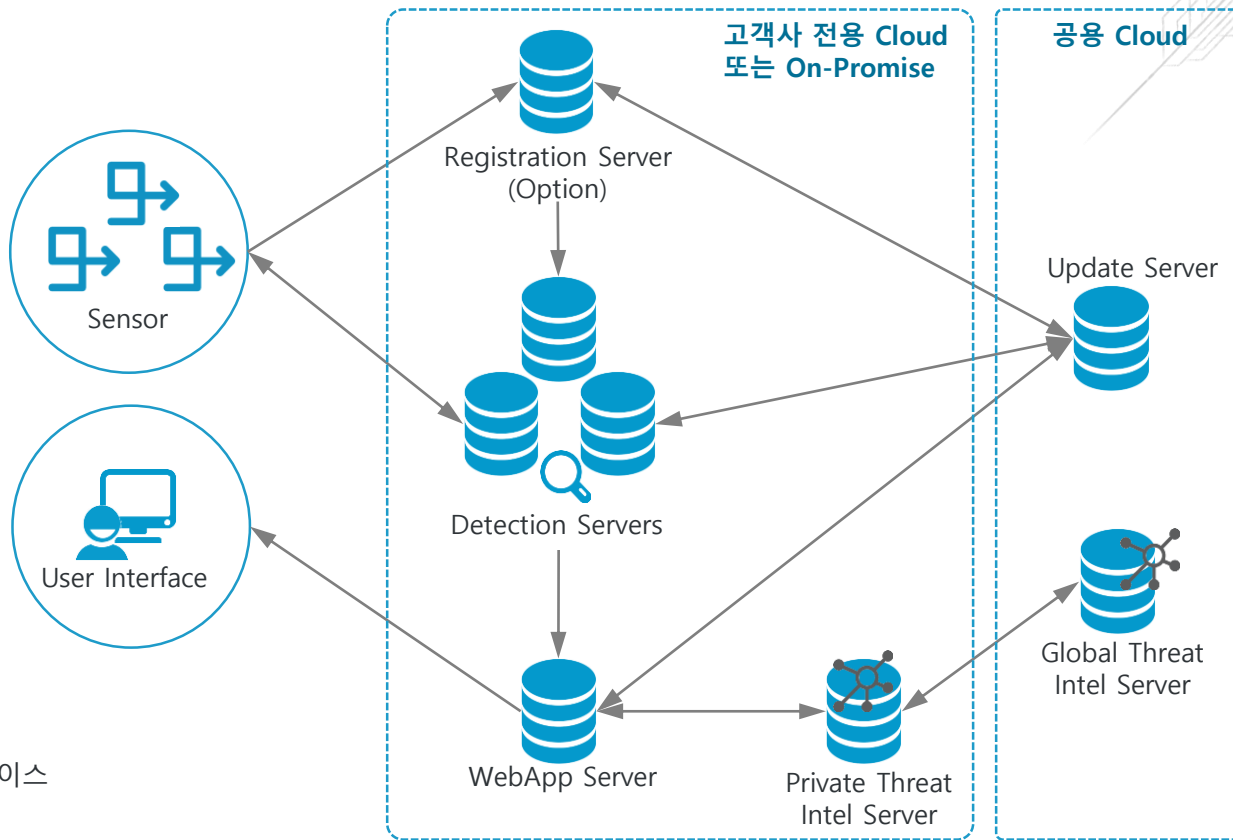 고객사 전용 Cloud
또는 On-Promise
공용 Cloud
Registration Server
(Option)
Sensor
Update Server
Detection Servers
User Interface
Global Threat
Intel Server
WebApp Server
Private Threat
Intel Server
이스